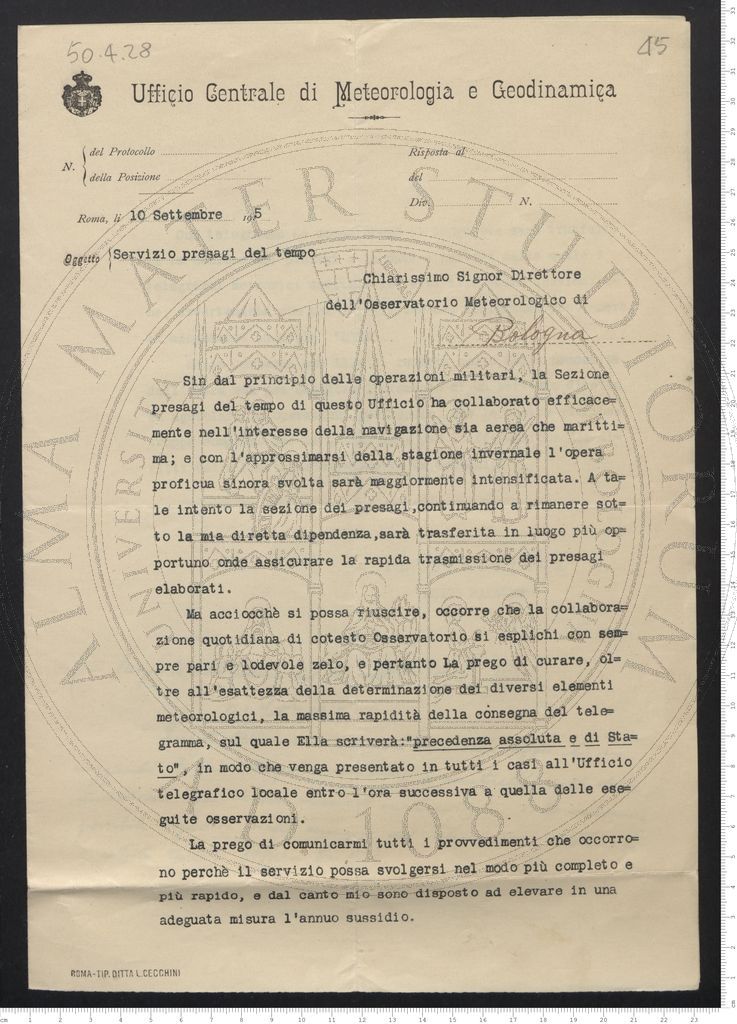 50.4.28
45
Ufficio Centrale di Meteorologia e Geodinamica
N. { del Protocollo
della Posizione
Risposta al
del
Div. N.
Roma, li 10 Settembre 1915
Oggetto { Servizio presagi del tempo
Chiarissimo Signor Direttore
dell'Osservatorio Meteorologico di
Bologna
Sin dal principio delle operazioni militari, la Sezione
presagi del tempo di questo Ufficio ha collaborato efficace=
mente nell'interesse della navigazione sia aerea che maritti=
ma; e con l'approssimarsi della stagione invernale l'opera
proficua sinora svolta sarà maggiormente intensificata. A ta=
le intento la sezione dei presagi,continuando a rimanere sot=
to la mia diretta dipendenza,sarà trasferita in luogo più op=
portuno onde assicurare la rapida trasmissione dei presagi
elaborati.
Ma acciocchè si possa riuscire, occorre che la collabora=
zione quotidiana di cotesto Osservatorio si esplichi con sem=
pre pari e lodevole zelo, e pertanto La prego di curare, ol=
tre all'esattezza della determinazione dei diversi elementi
meteorologici, la massima rapidità della consegna del tele=
gramma, sul quale Ella scriverà:"precedenza assoluta e di Sta=
to", in modo che venga presentato in tutti i casi all'Ufficio
telegrafico locale entro l'ora successiva a quella delle ese=
guite osservazioni.
La prego di comunicarmi tutti i provvedimenti che occorro=
no perchè il servizio possa svolgersi nel modo più completo e
più rapido, e dal canto mio sono disposto ad elevare in una
adeguata misura l'annuo sussidio.
ROMA-TIP. DITTA L. CECCHINI
ALMA MATER STUDIORUM
UNIVERSITA
A.D. 1088